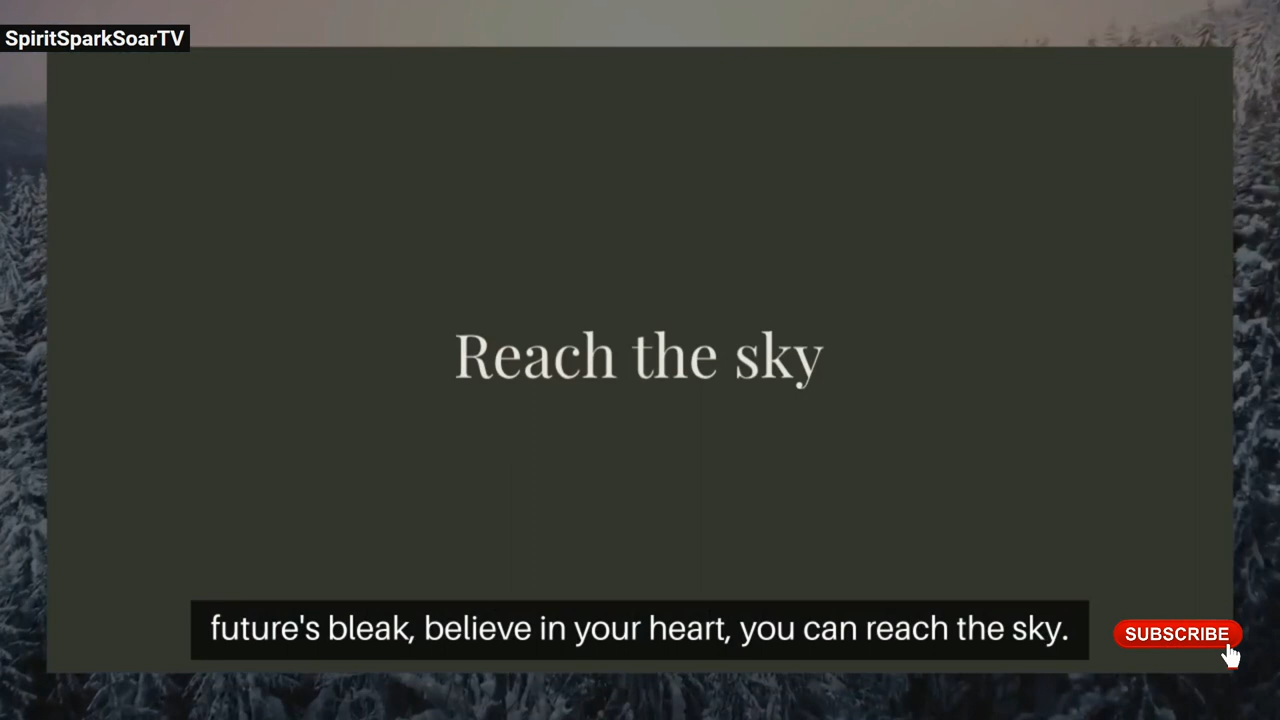 SpiritSparkSoarTV
Reach the sky
future's bleak, believe in your heart, you can reach the sky.
SUBSCRIBE